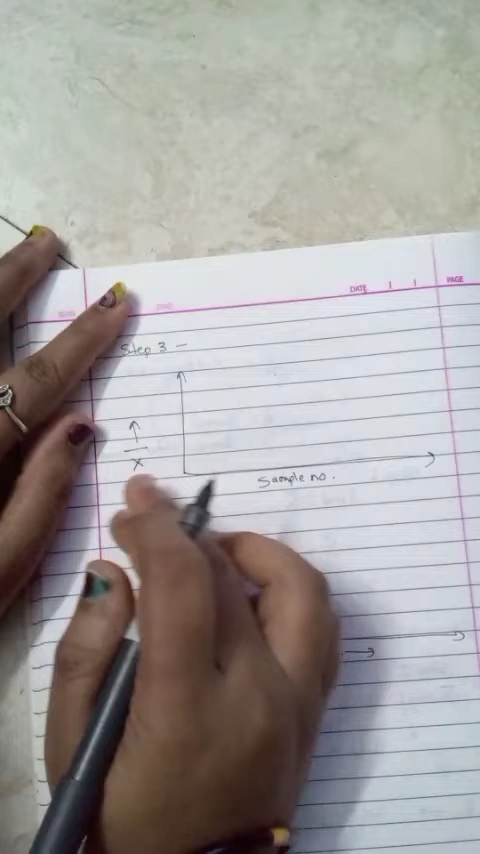 DATE / / PAGE
Step 3 -
↑
x̄
Sample no.
→